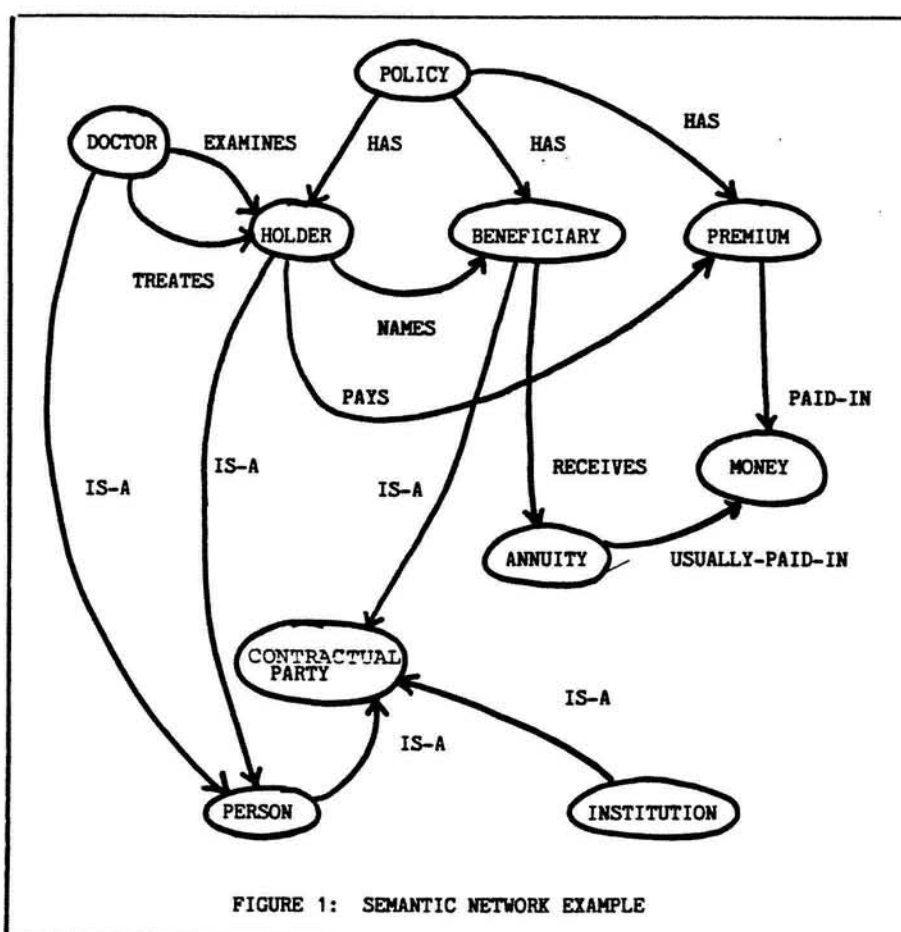 POLICY
HAS
DOCTOR
EXAMINES
HAS
HAS
HOLDER
BENEFICIARY
PREMIUM
TREATES
NAMES
PAYS
PAID-IN
IS-A
IS-A
IS-A
RECEIVES
MONEY
ANNUITY
USUALLY-PAID-IN
CONTRACTUAL
PARTY
IS-A
IS-A
PERSON
INSTITUTION
FIGURE 1: SEMANTIC NETWORK EXAMPLE